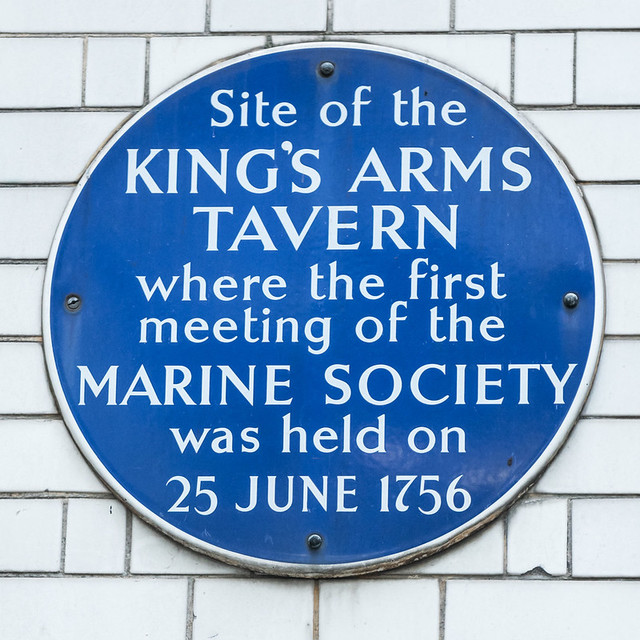 Site of the
KING'S ARMS
TAVERN
where the first
meeting of the
MARINE SOCIETY
was held on
25 JUNE 1756